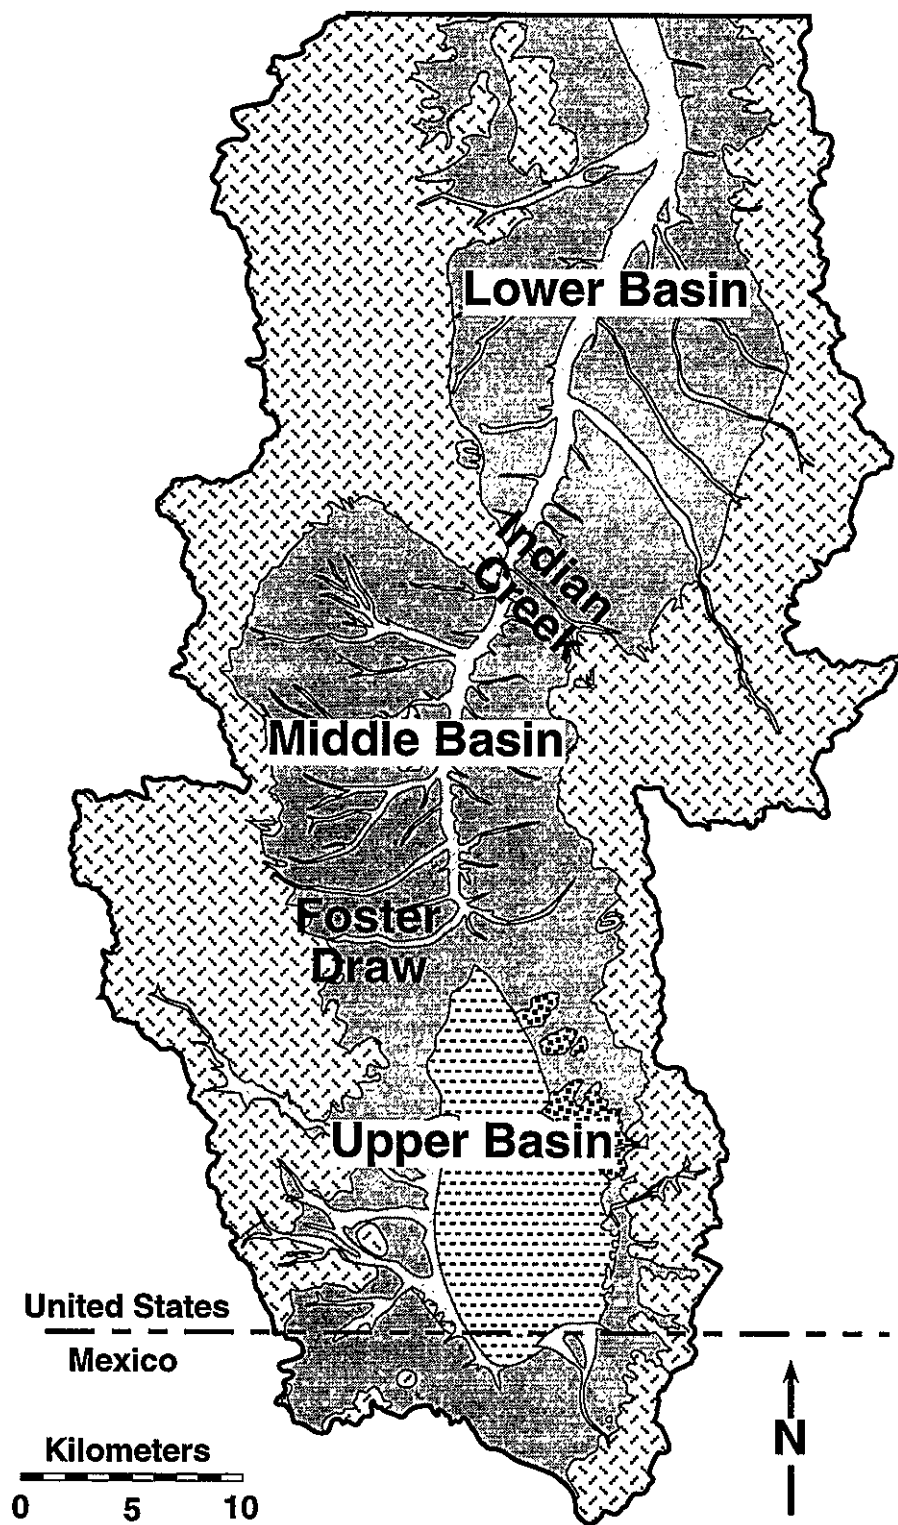 Lower Basin
Indian
Creek
Middle Basin
Foster
Draw
Upper Basin
United States
Mexico
Kilometers
0 5 10
N